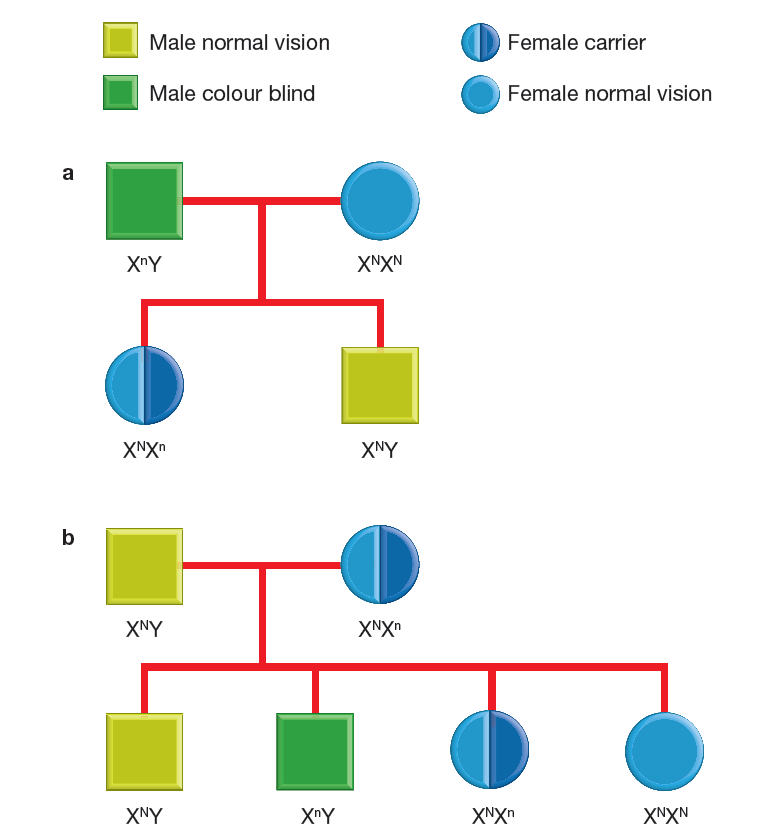 Male normal vision
Female carrier
Male colour blind
Female normal vision
a
XⁿY
XᴺXᴺ
XᴺXⁿ
XᴺY
b
XᴺY
XᴺXⁿ
XᴺY
XⁿY
XᴺXⁿ
XᴺXᴺ